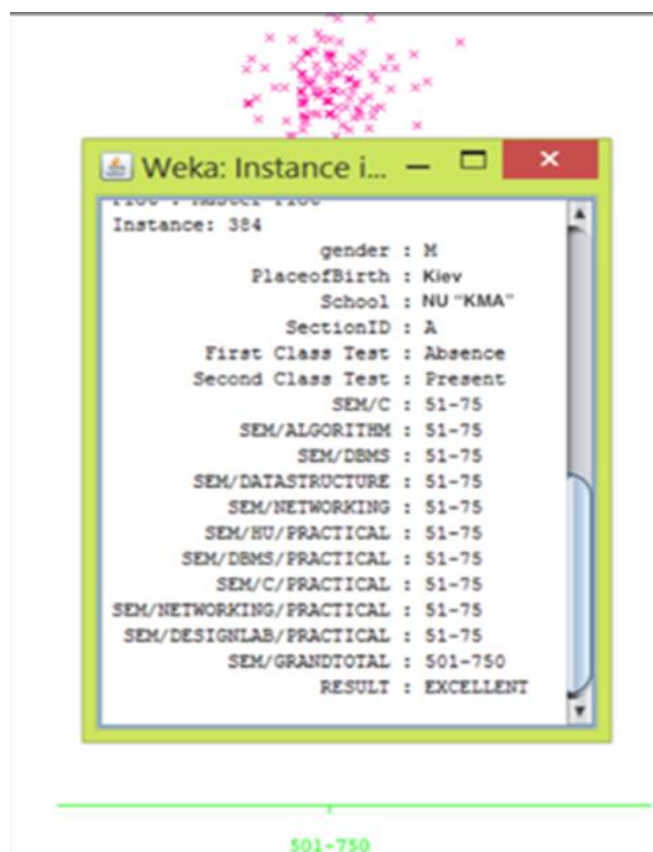 Weka: Instance i...
Instance: 384
gender : M
PlaceofBirth : Kiev
School : NU "KMA"
SectionID : A
First Class Test : Absence
Second Class Test : Present
SEM/C : 51-75
SEM/ALGORITHM : 51-75
SEM/DBMS : 51-75
SEM/DATASTRUCTURE : 51-75
SEM/NETWORKING : 51-75
SEM/HU/PRACTICAL : 51-75
SEM/DBMS/PRACTICAL : 51-75
SEM/C/PRACTICAL : 51-75
SEM/NETWORKING/PRACTICAL : 51-75
SEM/DESIGNLAB/PRACTICAL : 51-75
SEM/GRANDTOTAL : 501-750
RESULT : EXCELLENT
501-750